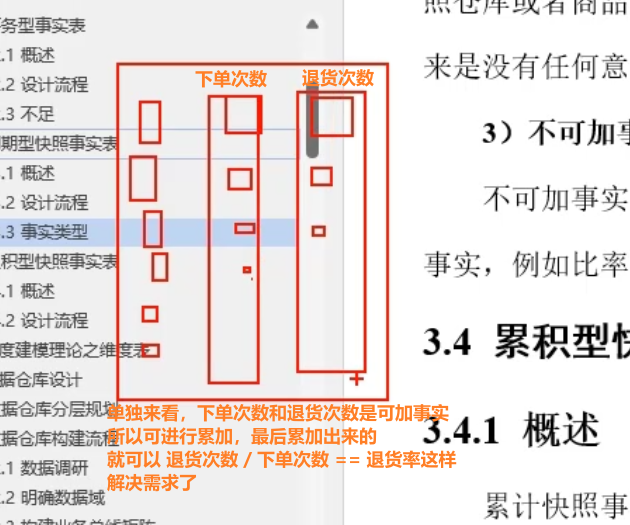 务型事实表
.1 概述
.2 设计流程
.3 不足
期型快照事实表
.1 概述
.2 设计流程
.3 事实类型
积型快照事实表
.1 概述
.2 设计流程
度建模理论之维度表
据仓库设计
据仓库分层规划
据仓库构建流程
.1 数据调研
.2 明确数据域
下单次数
退货次数
单独来看，下单次数和退货次数是可加事实
所以可进行累加，最后累加出来的
就可以 退货次数 / 下单次数 == 退货率这样
解决需求了
照仓库或者商品
来是没有任何意
3）不可加事
不可加事实
事实，例如比率
3.4 累积型快
3.4.1 概述
累计快照事